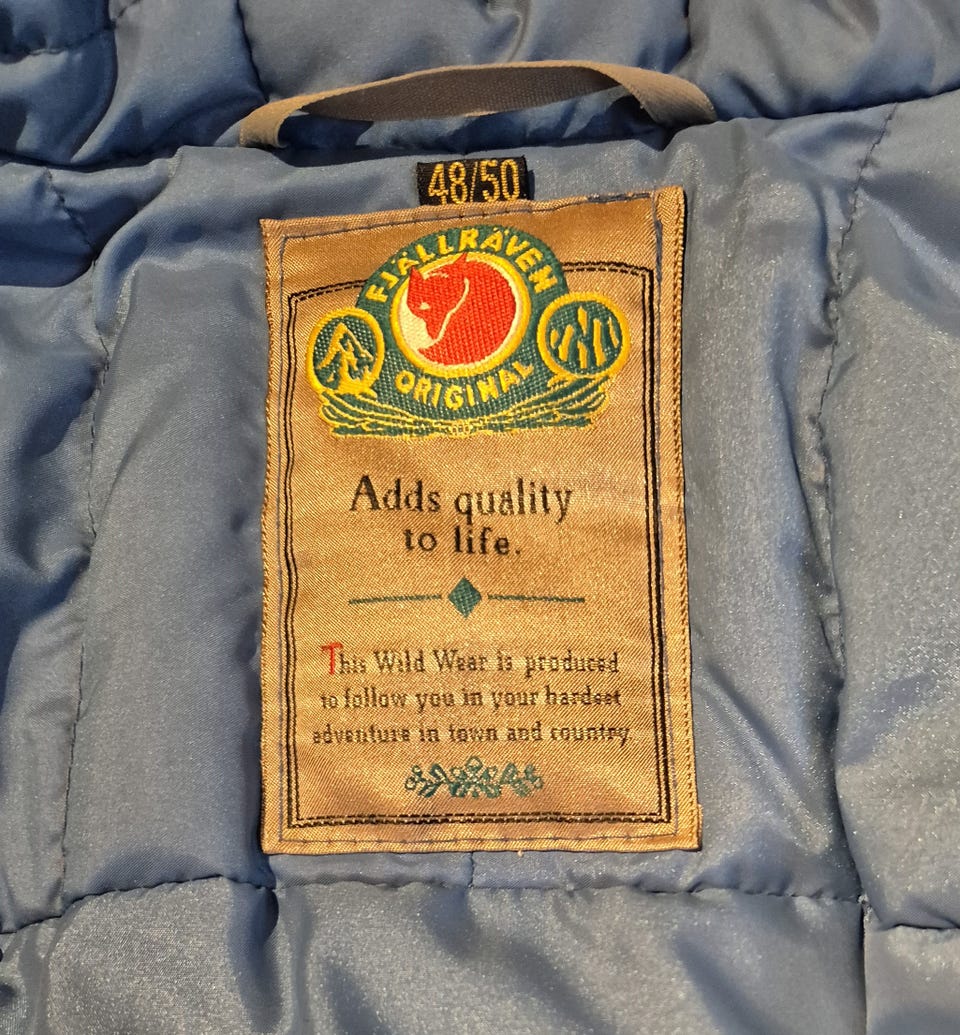 48/50
FJÄLLRÄVEN
ORIGINAL
Adds quality
to life.
This Wild Wear is produced
to follow you in your hardest
adventure in town and country.